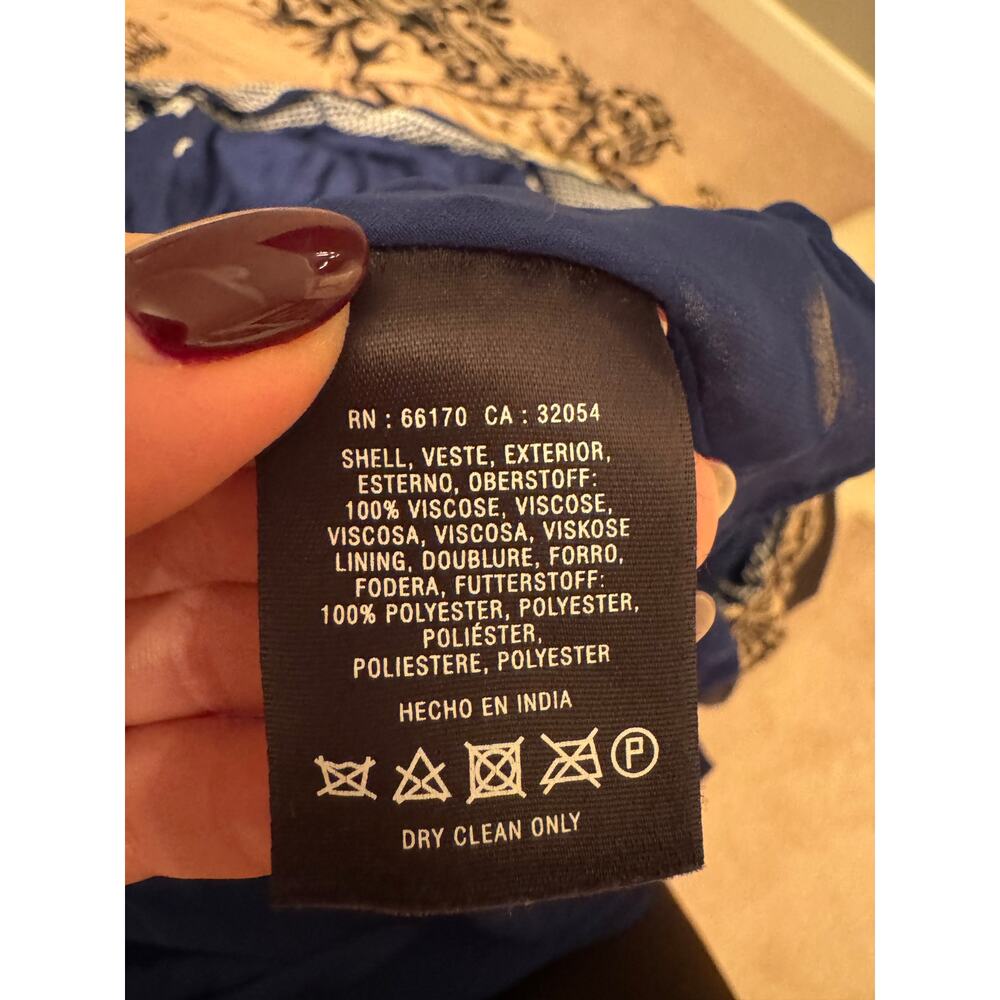 RN : 66170 CA : 32054
SHELL, VESTE, EXTERIOR,
ESTERNO, OBERSTOFF:
100% VISCOSE, VISCOSE,
VISCOSA, VISCOSA, VISKOSE
LINING, DOUBLURE, FORRO,
FODERA, FUTTERSTOFF:
100% POLYESTER, POLYESTER,
POLIÉSTER,
POLIESTERE, POLYESTER
HECHO EN INDIA
P
DRY CLEAN ONLY